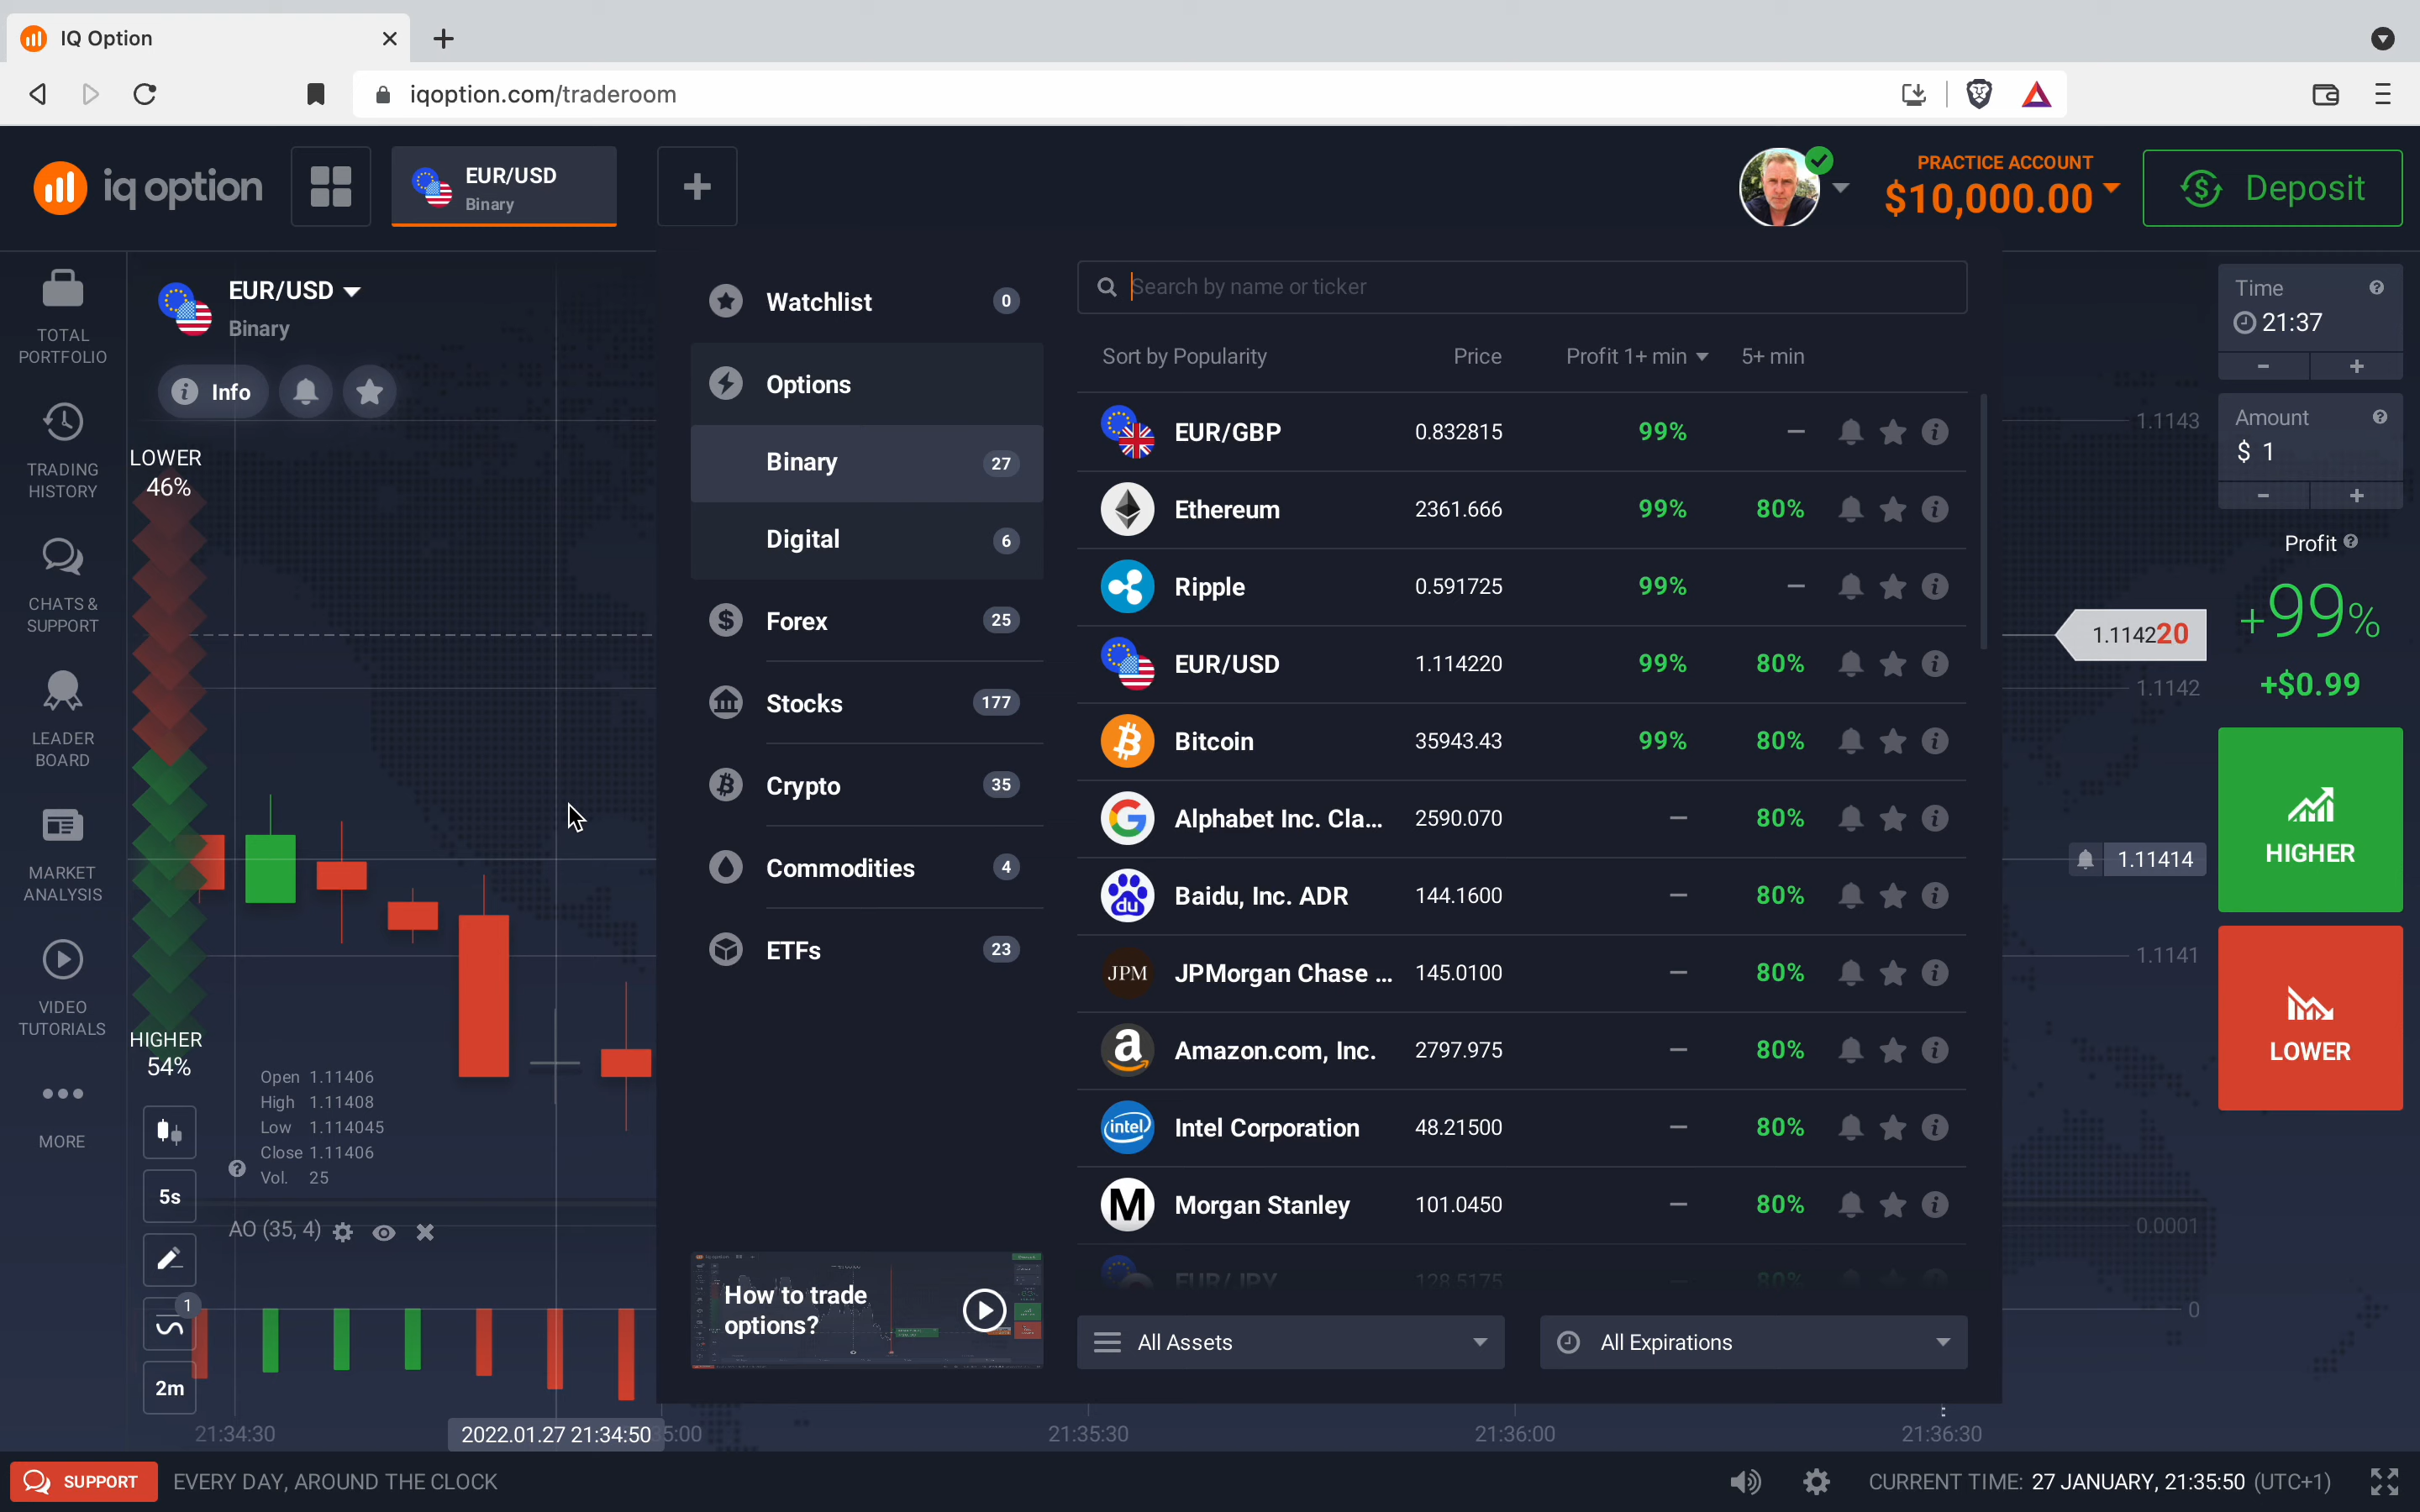 IQ Option
iqoption.com/traderoom
iq option
EUR/USD
Binary
PRACTICE ACCOUNT
$10,000.00
Deposit
TOTAL
PORTFOLIO
TRADING
HISTORY
CHATS &
SUPPORT
LEADER
BOARD
MARKET
ANALYSIS
VIDEO
TUTORIALS
MORE
EUR/USD
Binary
Info
LOWER
46%
HIGHER
54%
Open 1.11406
High 1.11408
Low 1.114045
Close 1.11406
Vol. 25
5s
AO (35, 4)
1
2m
Watchlist 0
Options
Binary 27
Digital 6
Forex 25
Stocks 177
Crypto 35
Commodities 4
ETFs 23
How to trade
options?
Search by name or ticker
Sort by Popularity Price Profit 1+ min 5+ min
EUR/GBP 0.832815 99% –
Ethereum 2361.666 99% 80%
Ripple 0.591725 99% –
EUR/USD 1.114220 99% 80%
Bitcoin 35943.43 99% 80%
Alphabet Inc. Cla... 2590.070 – 80%
du Baidu, Inc. ADR 144.1600 – 80%
JPM JPMorgan Chase ... 145.0100 – 80%
Amazon.com, Inc. 2797.975 – 80%
intel Intel Corporation 48.21500 – 80%
M Morgan Stanley 101.0450 – 80%
EUR/JPY 128.5175 – 80%
All Assets
All Expirations
1.1143
1.114220
1.1142
1.11414
1.1141
0.0001
0
Time
21:37
- +
Amount
$ 1
- +
Profit
+99%
+$0.99
HIGHER
LOWER
21:34:30
2022.01.27 21:34:50
5:00
21:35:30
21:36:00
21:36:30
SUPPORT
EVERY DAY, AROUND THE CLOCK
CURRENT TIME: 27 JANUARY, 21:35:50 (UTC+1)